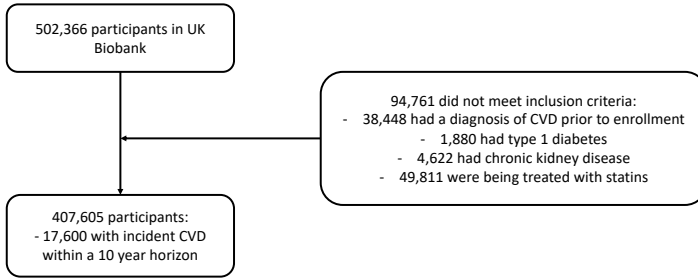 502,366 participants in UK
Biobank
94,761 did not meet inclusion criteria:
- 38,448 had a diagnosis of CVD prior to enrollment
- 1,880 had type 1 diabetes
- 4,622 had chronic kidney disease
- 49,811 were being treated with statins
407,605 participants:
- 17,600 with incident CVD
within a 10 year horizon